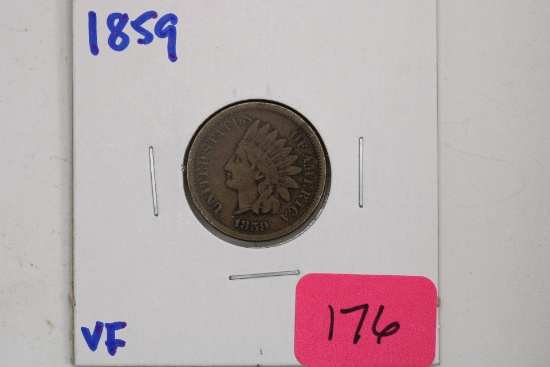 1859
UNITED STATES OF AMERICA
1859
VF
176